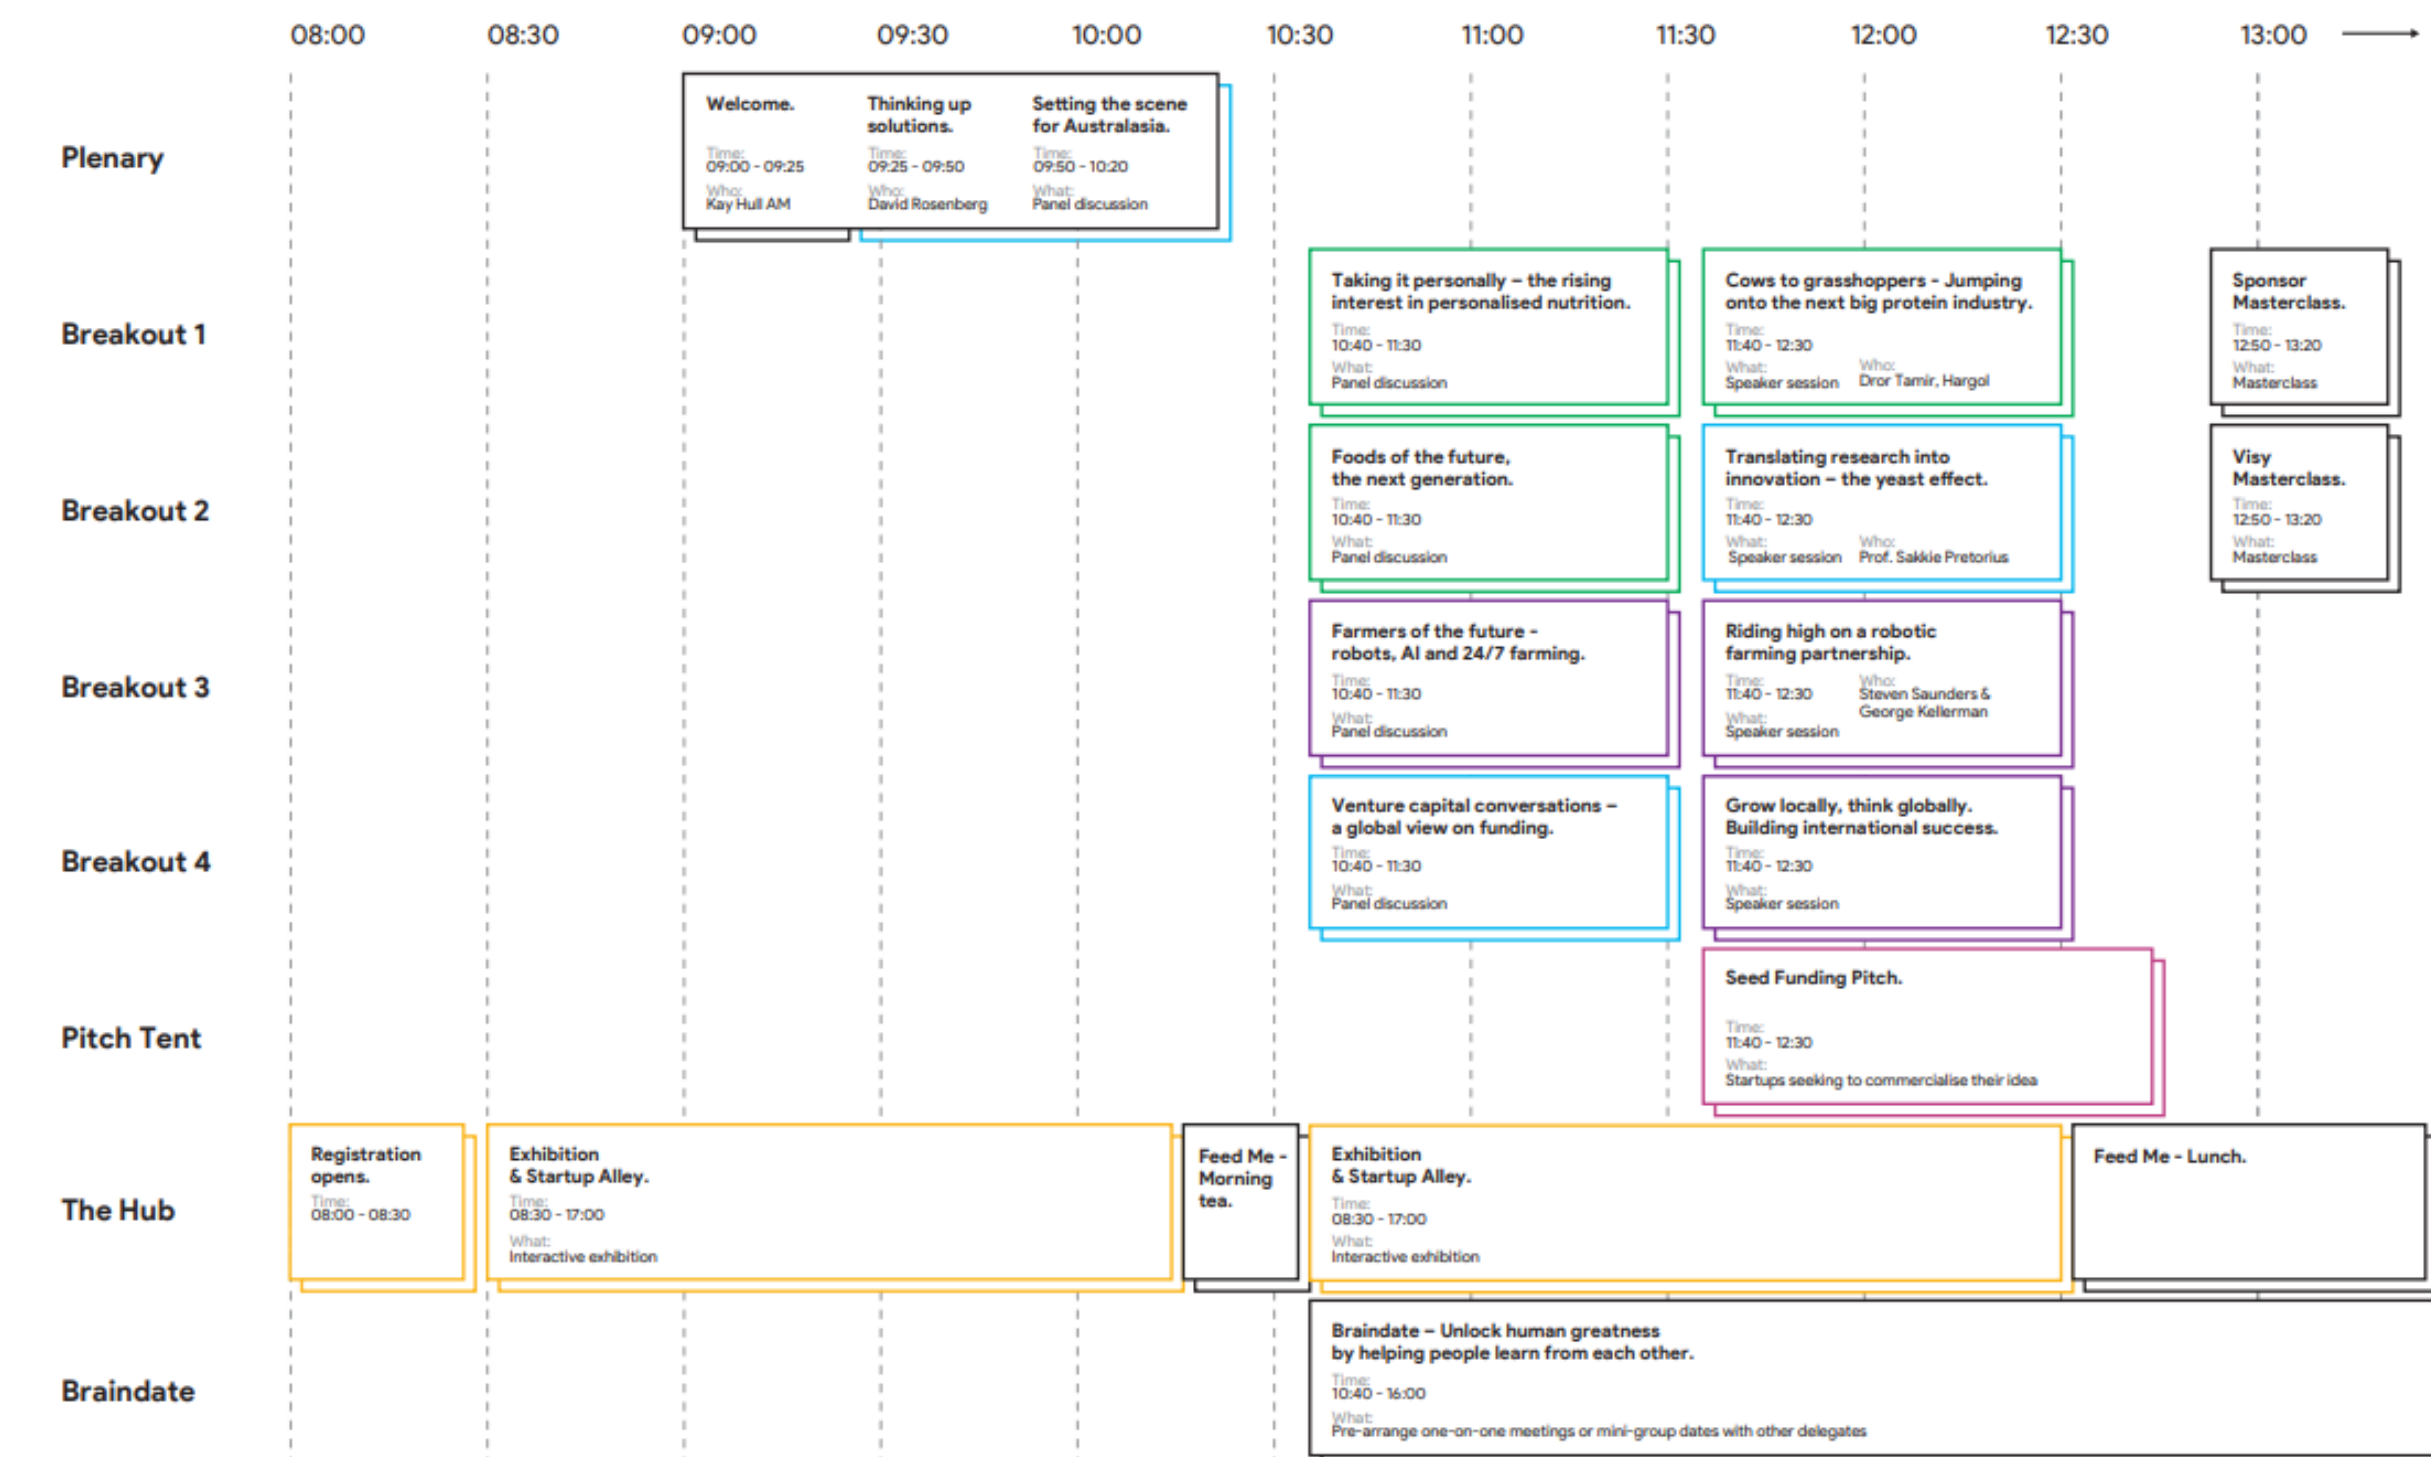 08:00 08:30 09:00 09:30 10:00 10:30 11:00 11:30 12:00 12:30 13:00
Plenary
Welcome.
Time:
09:00 - 09:25
Who:
Kay Hull AM
Thinking up
solutions.
Time:
09:25 - 09:50
Who:
David Rosenberg
Setting the scene
for Australasia.
Time:
09:50 - 10:20
What:
Panel discussion
Breakout 1
Taking it personally – the rising
interest in personalised nutrition.
Time:
10:40 - 11:30
What:
Panel discussion
Cows to grasshoppers - Jumping
onto the next big protein industry.
Time:
11:40 - 12:30
What:
Speaker session
Who:
Dror Tamir, Hargol
Sponsor
Masterclass.
Time:
12:50 - 13:20
What:
Masterclass
Breakout 2
Foods of the future,
the next generation.
Time:
10:40 - 11:30
What:
Panel discussion
Translating research into
innovation – the yeast effect.
Time:
11:40 - 12:30
What:
Speaker session
Who:
Prof. Sakkie Pretorius
Visy
Masterclass.
Time:
12:50 - 13:20
What:
Masterclass
Breakout 3
Farmers of the future -
robots, AI and 24/7 farming.
Time:
10:40 - 11:30
What:
Panel discussion
Riding high on a robotic
farming partnership.
Time:
11:40 - 12:30
What:
Speaker session
Who:
Steven Saunders &
George Kellerman
Breakout 4
Venture capital conversations –
a global view on funding.
Time:
10:40 - 11:30
What:
Panel discussion
Grow locally, think globally.
Building international success.
Time:
11:40 - 12:30
What:
Speaker session
Pitch Tent
Seed Funding Pitch.
Time:
11:40 - 12:30
What:
Startups seeking to commercialise their idea
The Hub
Registration
opens.
Time:
08:00 - 08:30
Exhibition
& Startup Alley.
Time:
08:30 - 17:00
What:
Interactive exhibition
Feed Me -
Morning
tea.
Exhibition
& Startup Alley.
Time:
08:30 - 17:00
What:
Interactive exhibition
Feed Me - Lunch.
Braindate
Braindate – Unlock human greatness
by helping people learn from each other.
Time:
10:40 - 16:00
What:
Pre-arrange one-on-one meetings or mini-group dates with other delegates